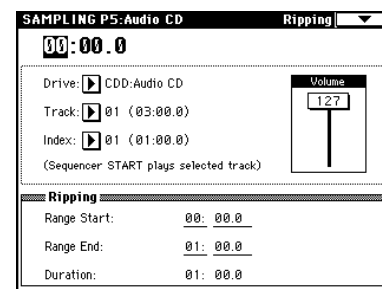 SAMPLING P5:Audio CD Ripping
00:00.0
Drive: CDD:Audio CD
Volume
127
Track: 01 (03:00.0)
Index: 01 (01:00.0)
(Sequencer START plays selected track)
Ripping
Range Start: 00: 00.0
Range End: 01: 00.0
Duration: 01: 00.0